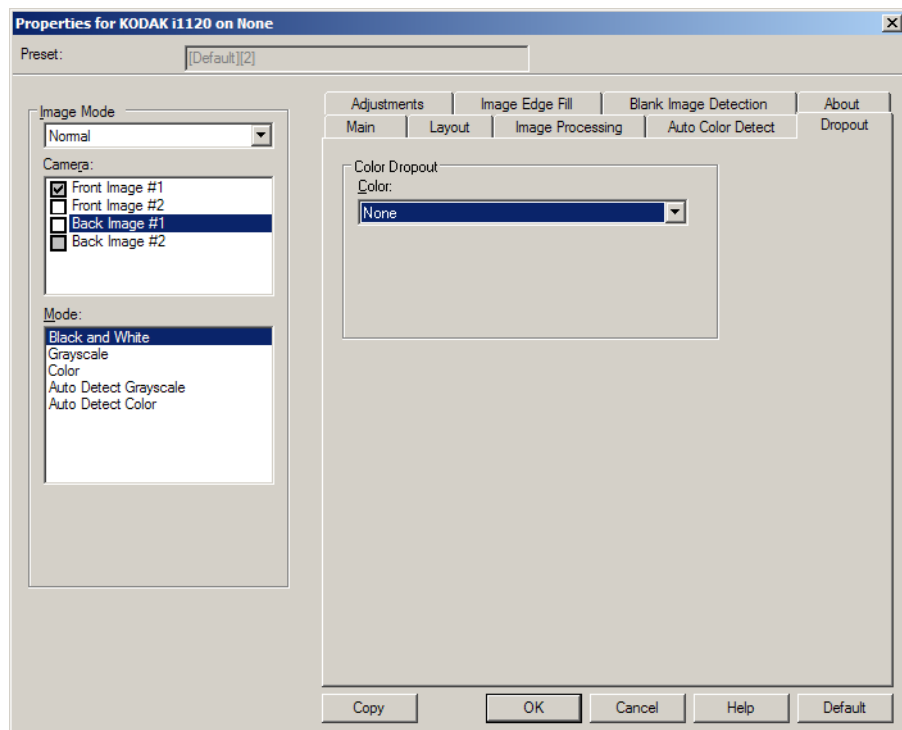 Properties for KODAK i1120 on None
Preset:
[Default][2]
Image Mode
Normal
Camera:
Front Image #1
Front Image #2
Back Image #1
Back Image #2
Mode:
Black and White
Grayscale
Color
Auto Detect Grayscale
Auto Detect Color
Adjustments Image Edge Fill Blank Image Detection About
Main Layout Image Processing Auto Color Detect Dropout
Color Dropout
Color:
None
Copy OK Cancel Help Default